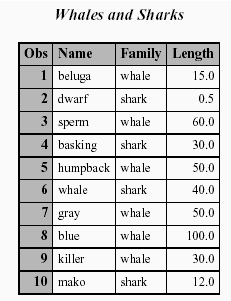 Whales and Sharks
Obs Name Family Length
1 beluga whale 15.0
2 dwarf shark 0.5
3 sperm whale 60.0
4 basking shark 30.0
5 humpback whale 50.0
6 whale shark 40.0
7 gray whale 50.0
8 blue whale 100.0
9 killer whale 30.0
10 mako shark 12.0